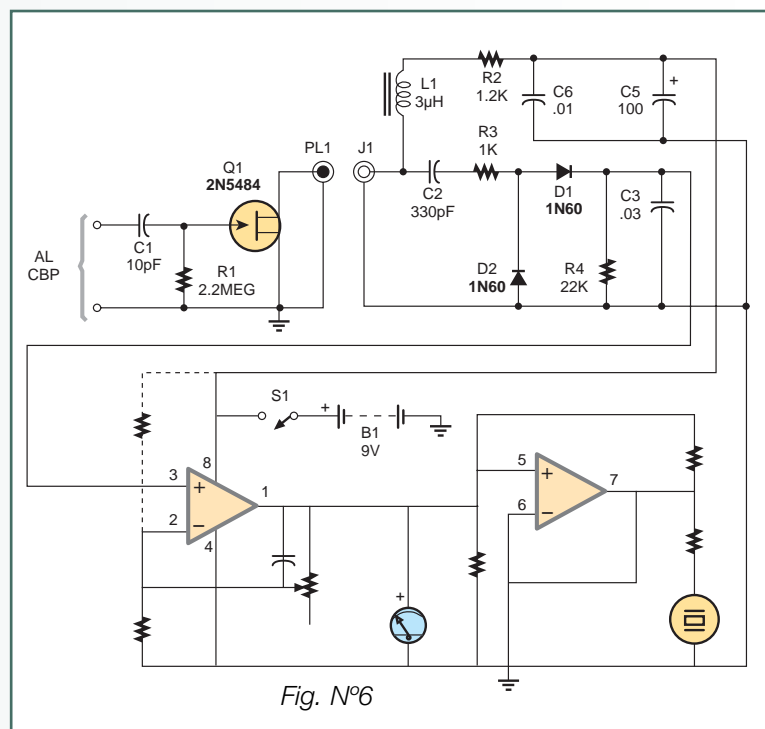 L1
3µH
R2
1.2K
C6
.01
+
C5
100
PL1
J1
R3
1K
Q1
2N5484
C2
330pF
D1
1N60
C3
.03
AL
CBP
C1
10pF
R1
2.2MEG
D2
1N60
R4
22K
S1
+
B1
9V
3
+
8
1
2
−
4
5
+
7
6
−
+
Fig. Nº6